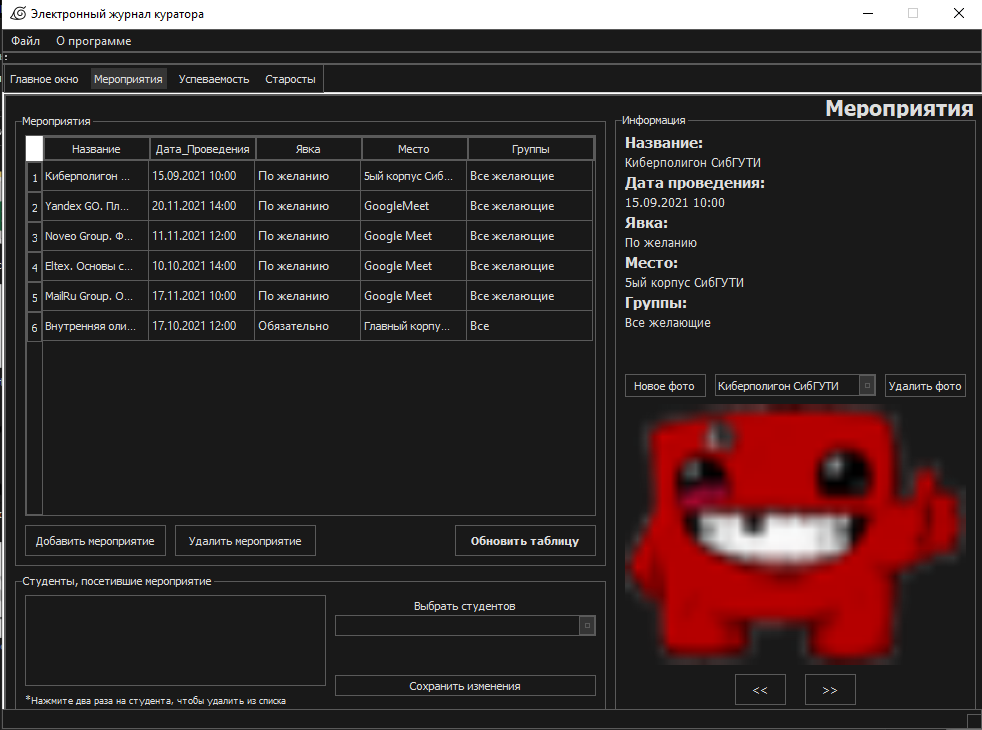 Электронный журнал куратора
Файл О программе
:
Главное окно Мероприятия Успеваемость Старосты
Мероприятия
Мероприятия
Название Дата_Проведения Явка Место Группы
1 Киберполигон ... 15.09.2021 10:00 По желанию 5ый корпус Сиб... Все желающие
2 Yandex GO. Пл... 20.11.2021 14:00 По желанию GoogleMeet Все желающие
3 Noveo Group. Ф... 11.11.2021 12:00 По желанию Google Meet Все желающие
4 Eltex. Основы с... 10.10.2021 14:00 По желанию Google Meet Все желающие
5 MailRu Group. О... 17.11.2021 10:00 По желанию Google Meet Все желающие
6 Внутренняя оли... 17.10.2021 12:00 Обязательно Главный корпу... Все
Добавить мероприятие Удалить мероприятие Обновить таблицу
Студенты, посетившие мероприятие
Выбрать студентов
Сохранить изменения
*Нажмите два раза на студента, чтобы удалить из списка
Информация
Название:
Киберполигон СибГУТИ
Дата проведения:
15.09.2021 10:00
Явка:
По желанию
Место:
5ый корпус СибГУТИ
Группы:
Все желающие
Новое фото Киберполигон СибГУТИ Удалить фото
<< >>